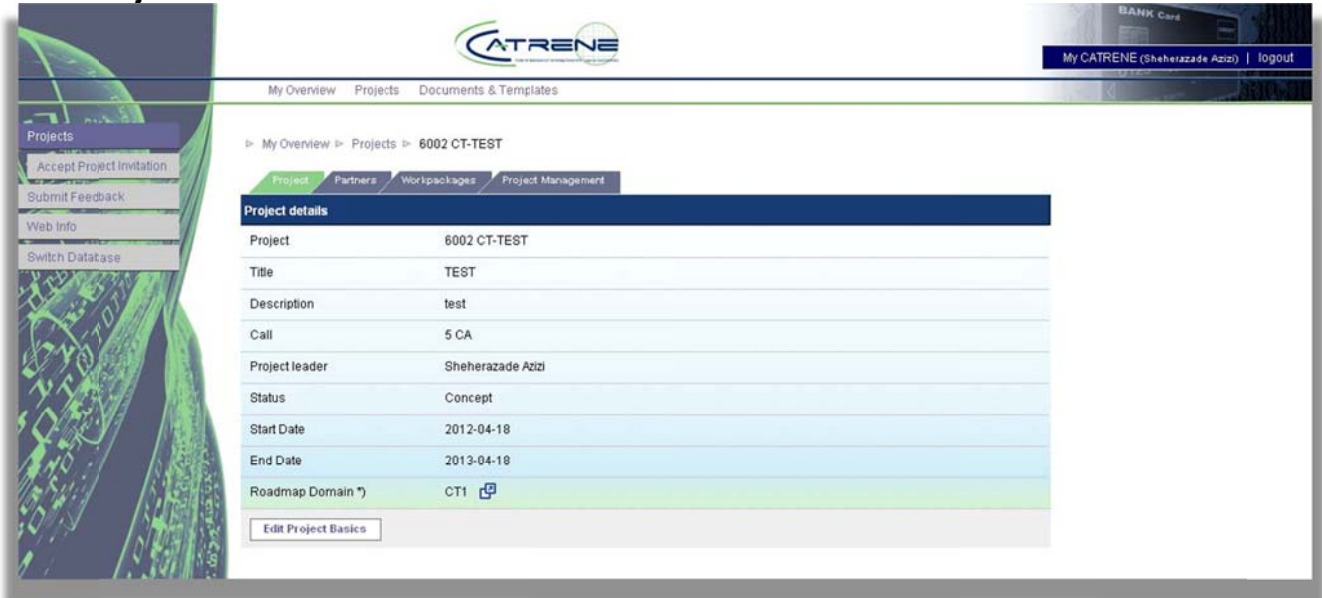 BANK Card
CATRENE
My CATRENE (Sheherazade Azizi) | logout
My Overview Projects Documents & Templates
Projects
Accept Project Invitation
Submit Feedback
Web Info
Switch Database
My Overview Projects 6002 CT-TEST
Project Partners Workpackages Project Management
Project details
Project 6002 CT-TEST
Title TEST
Description test
Call 5 CA
Project leader Sheherazade Azizi
Status Concept
Start Date 2012-04-18
End Date 2013-04-18
Roadmap Domain *) CT1
Edit Project Basics